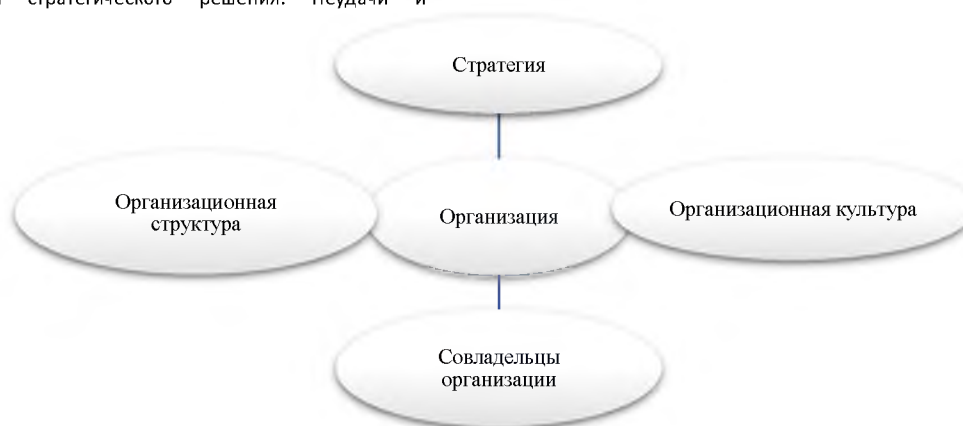 стратегического решения. Неудачи и
Стратегия
Организационная
структура
Организация
Организационная культура
Совладельцы
организации